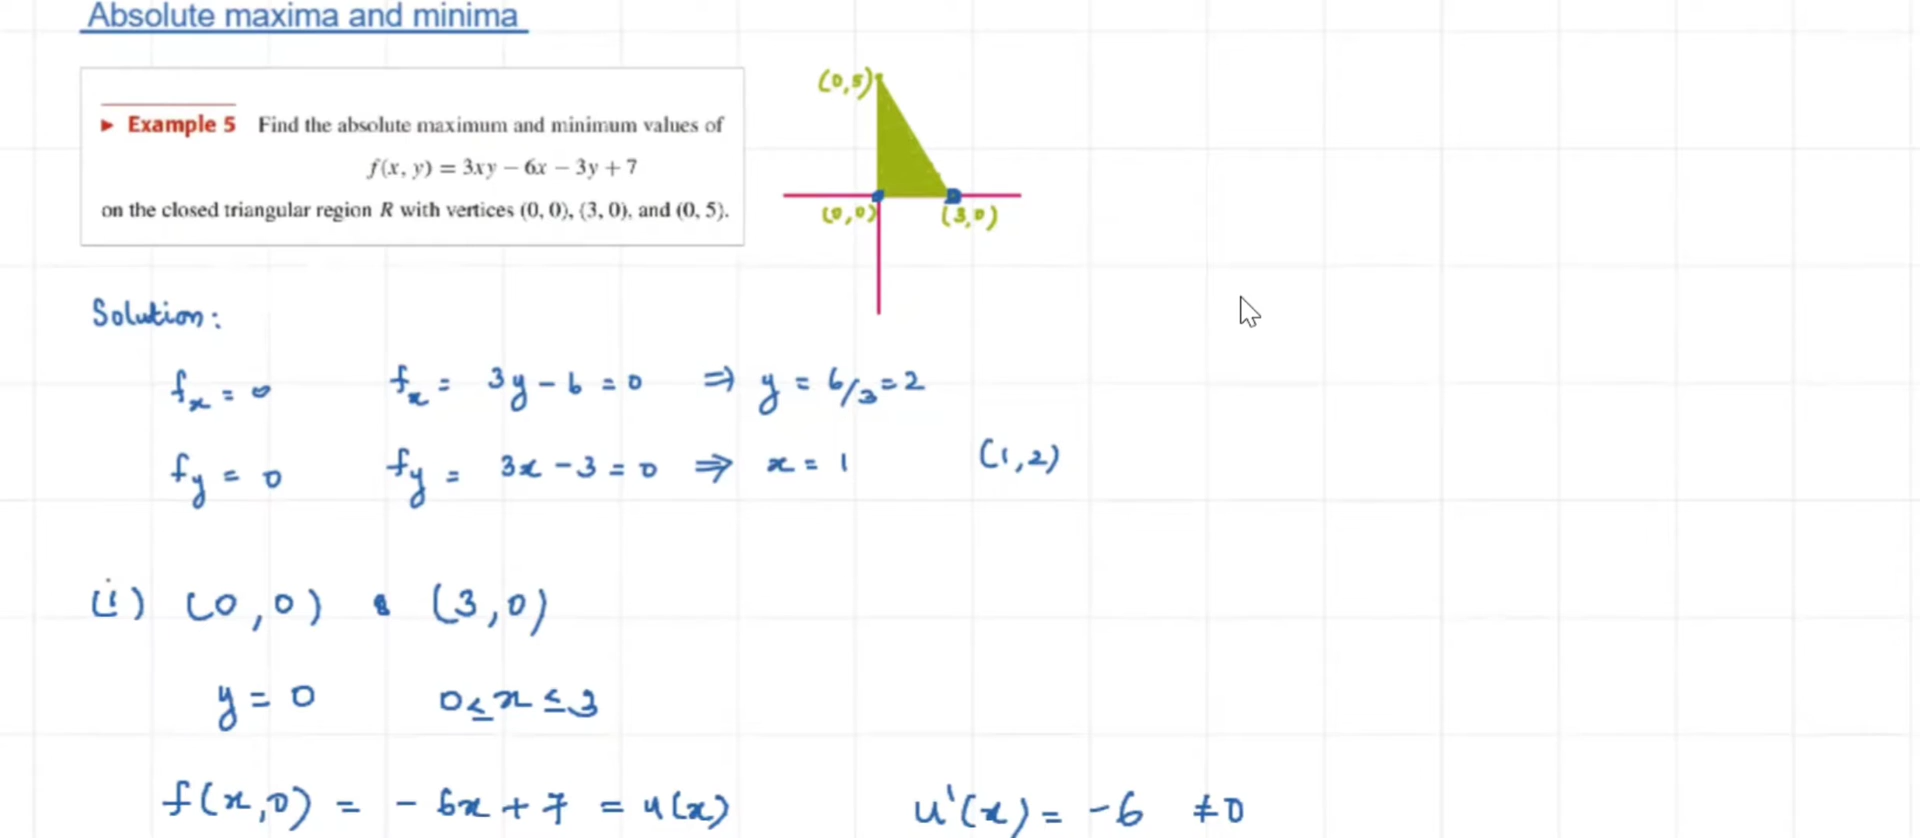 Absolute maxima and minima
► Example 5 Find the absolute maximum and minimum values of
f(x, y) = 3xy − 6x − 3y + 7
on the closed triangular region R with vertices (0, 0), (3, 0), and (0, 5).
(0,5)
(0,0) (3,0)
Solution:
fx = 0 fx = 3y - 6 = 0 ⇒ y = 6/3 = 2
fy = 0 fy = 3x - 3 = 0 ⇒ x = 1 (1,2)
(i) (0,0) & (3,0)
y = 0 0 ≤ x ≤ 3
f(x,0) = - 6x + 7 = u(x) u'(x) = -6 ≠ 0